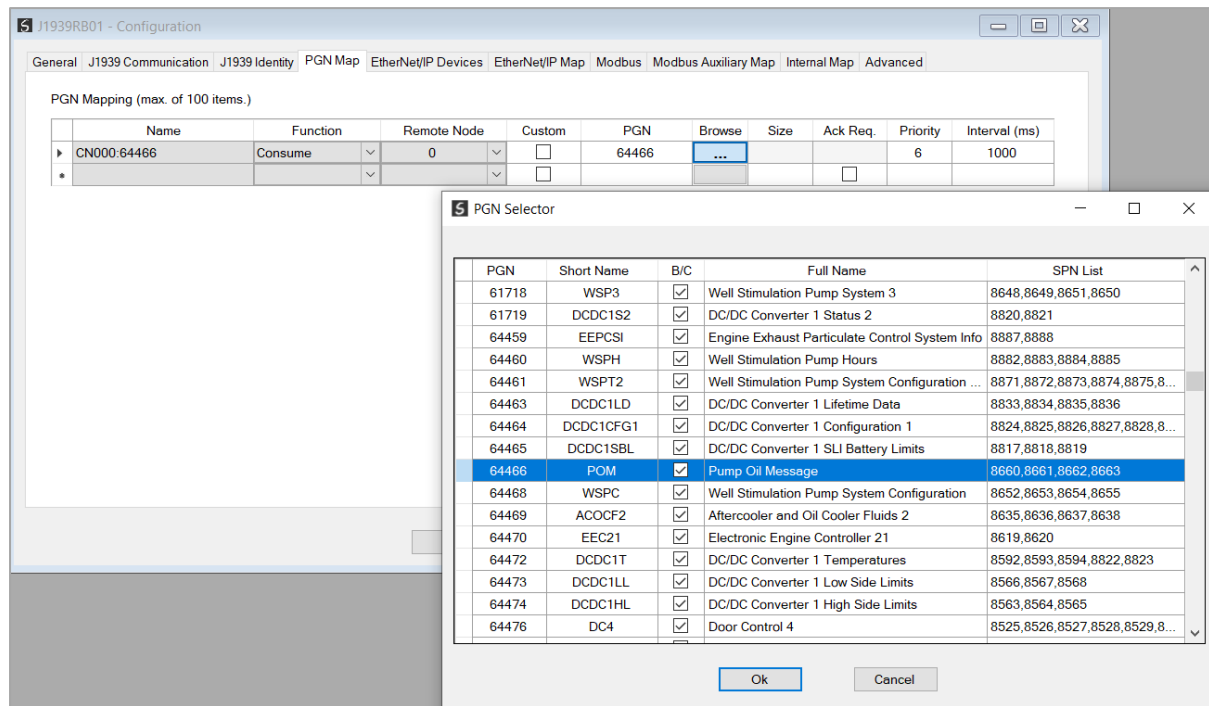 J1939RB01 - Configuration
General J1939 Communication J1939 Identity PGN Map EtherNet/IP Devices EtherNet/IP Map Modbus Modbus Auxiliary Map Internal Map Advanced
PGN Mapping (max. of 100 items.)
Name Function Remote Node Custom PGN Browse Size Ack Req. Priority Interval (ms)
CN000:64466 Consume 0 64466 ... 6 1000
PGN Selector
PGN Short Name B/C Full Name SPN List
61718 WSP3 Well Stimulation Pump System 3 8648,8649,8651,8650
61719 DCDC1S2 DC/DC Converter 1 Status 2 8820,8821
64459 EEPCSI Engine Exhaust Particulate Control System Info 8887,8888
64460 WSPH Well Stimulation Pump Hours 8882,8883,8884,8885
64461 WSPT2 Well Stimulation Pump System Configuration ... 8871,8872,8873,8874,8875,8...
64463 DCDC1LD DC/DC Converter 1 Lifetime Data 8833,8834,8835,8836
64464 DCDC1CFG1 DC/DC Converter 1 Configuration 1 8824,8825,8826,8827,8828,8...
64465 DCDC1SBL DC/DC Converter 1 SLI Battery Limits 8817,8818,8819
64466 POM Pump Oil Message 8660,8661,8662,8663
64468 WSPC Well Stimulation Pump System Configuration 8652,8653,8654,8655
64469 ACOCF2 Aftercooler and Oil Cooler Fluids 2 8635,8636,8637,8638
64470 EEC21 Electronic Engine Controller 21 8619,8620
64472 DCDC1T DC/DC Converter 1 Temperatures 8592,8593,8594,8822,8823
64473 DCDC1LL DC/DC Converter 1 Low Side Limits 8566,8567,8568
64474 DCDC1HL DC/DC Converter 1 High Side Limits 8563,8564,8565
64476 DC4 Door Control 4 8525,8526,8527,8528,8529,8...
Ok Cancel